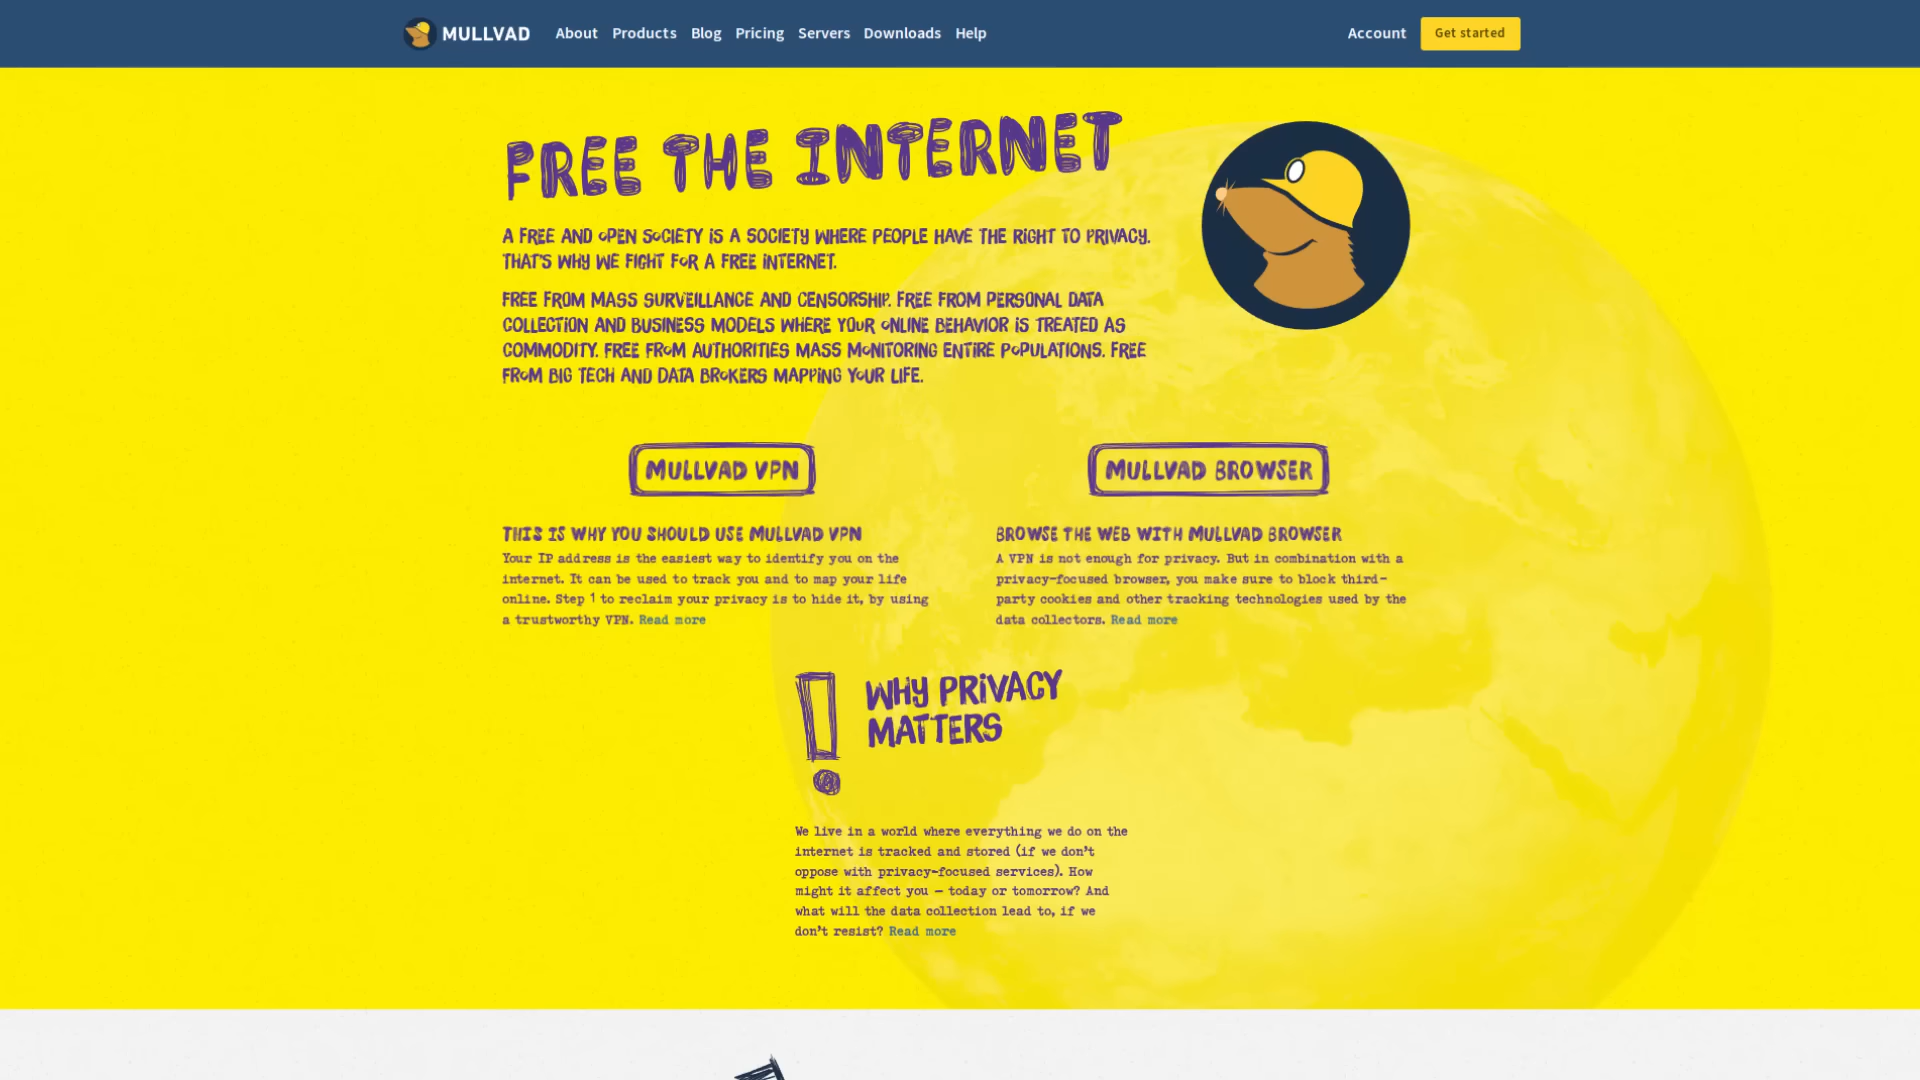 MULLVAD
About Products Blog Pricing Servers Downloads Help
Account
Get started
FREE THE INTERNET
A FREE AND OPEN SOCIETY IS A SOCIETY WHERE PEOPLE HAVE THE RIGHT TO PRIVACY.
THAT'S WHY WE FIGHT FOR A FREE INTERNET.
FREE FROM MASS SURVEILLANCE AND CENSORSHIP. FREE FROM PERSONAL DATA
COLLECTION AND BUSINESS MODELS WHERE YOUR ONLINE BEHAVIOR IS TREATED AS
COMMODITY. FREE FROM AUTHORITIES MASS MONITORING ENTIRE POPULATIONS. FREE
FROM BIG TECH AND DATA BROKERS MAPPING YOUR LIFE.
MULLVAD VPN
THIS IS WHY YOU SHOULD USE MULLVAD VPN
Your IP address is the easiest way to identify you on the
internet. It can be used to track you and to map your life
online. Step 1 to reclaim your privacy is to hide it, by using
a trustworthy VPN. Read more
MULLVAD BROWSER
BROWSE THE WEB WITH MULLVAD BROWSER
A VPN is not enough for privacy. But in combination with a
privacy-focused browser, you make sure to block third-
party cookies and other tracking technologies used by the
data collectors. Read more
! WHY PRIVACY
MATTERS
We live in a world where everything we do on the
internet is tracked and stored (if we don't
oppose with privacy-focused services). How
might it affect you – today or tomorrow? And
what will the data collection lead to, if we
don't resist? Read more